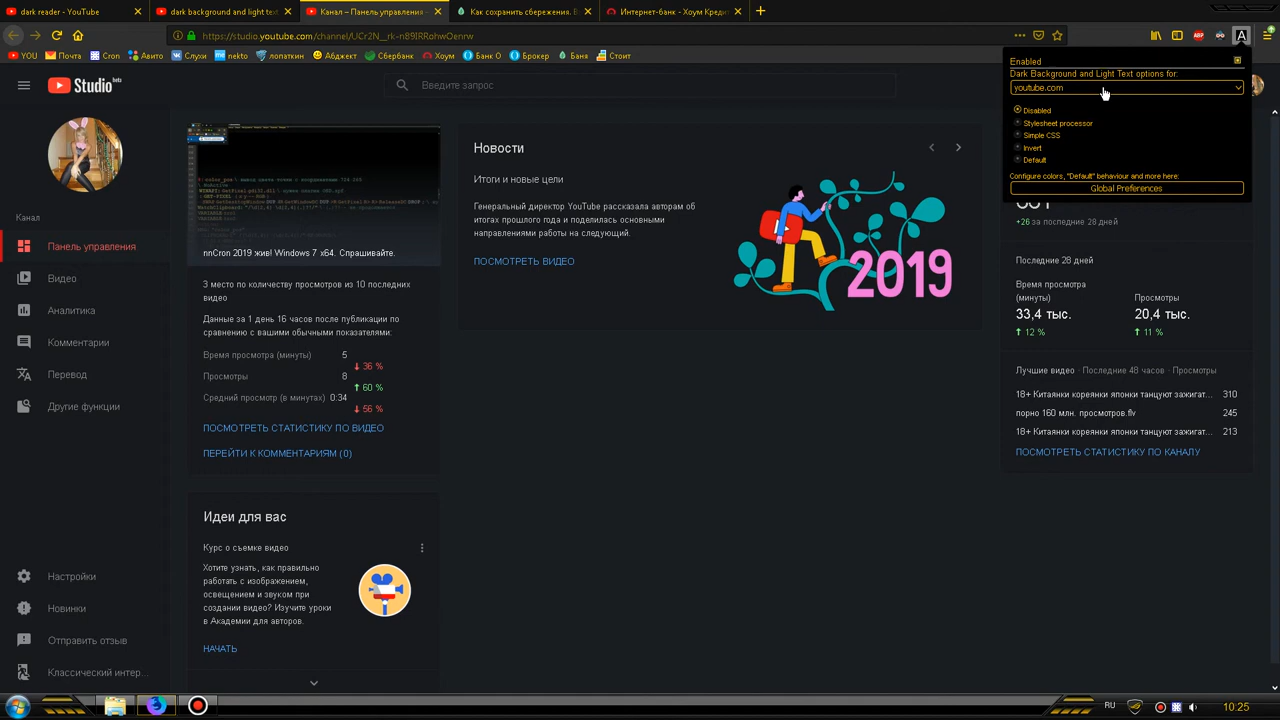 dark reader - YouTube
dark background and light text
Канал – Панель управления
Как сохранить сбережения. В
Интернет-банк - Хоум Кредит
https://studio.youtube.com/channel/UCr2N__rk-n89IRRohwOenrw
YOU
Почта
Cron
Авито
Слухи
nekto
лопаткин
Абджект
Сбербанк
Хоум
Банк О
Брокер
Баня
Стоит
Studio beta
Введите запрос
Enabled
Dark Background and Light Text options for:
youtube.com
Disabled
Stylesheet processor
Simple CSS
Invert
Default
Configure colors, "Default" behaviour and more here:
Global Preferences
Канал
Панель управления
Видео
Аналитика
Комментарии
Перевод
Другие функции
Настройки
Новинки
Отправить отзыв
Классический интер...
nnCron 2019 жив! Windows 7 x64. Спрашивайте.
3 место по количеству просмотров из 10 последних
видео
Данные за 1 день 16 часов после публикации по
сравнению с вашими обычными показателями:
Время просмотра (минуты) 5
36 %
Просмотры 8
60 %
Средний просмотр (в минутах) 0:34
56 %
ПОСМОТРЕТЬ СТАТИСТИКУ ПО ВИДЕО
ПЕРЕЙТИ К КОММЕНТАРИЯМ (0)
Идеи для вас
Курс о съемке видео
Хотите узнать, как правильно
работать с изображением,
освещением и звуком при
создании видео? Изучите уроки
в Академии для авторов.
НАЧАТЬ
Новости
Итоги и новые цели
Генеральный директор YouTube рассказала авторам об
итогах прошлого года и поделилась основными
направлениями работы на следующий.
ПОСМОТРЕТЬ ВИДЕО
2019
+26 за последние 28 дней
Последние 28 дней
Время просмотра
(минуты)
Просмотры
33,4 тыс.
20,4 тыс.
12 %
11 %
Лучшие видео · Последние 48 часов · Просмотры
18+ Китаянки кореянки японки танцуют зажигат... 310
порно 160 млн. просмотров.flv 245
18+ Китаянки кореянки японки танцуют зажигат... 213
ПОСМОТРЕТЬ СТАТИСТИКУ ПО КАНАЛУ
RU
10:25